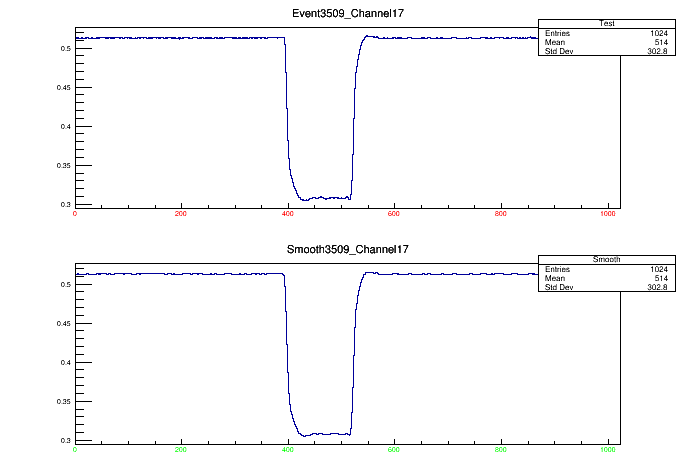 Event3509_Channel17
Test
Entries 1024
Mean 514
Std Dev 302.8
0.5
0.45
0.4
0.35
0.3
0 200 400 600 800 1000
Smooth3509_Channel17
Smooth
Entries 1024
Mean 514
Std Dev 302.8
0.5
0.45
0.4
0.35
0.3
0 200 400 600 800 1000